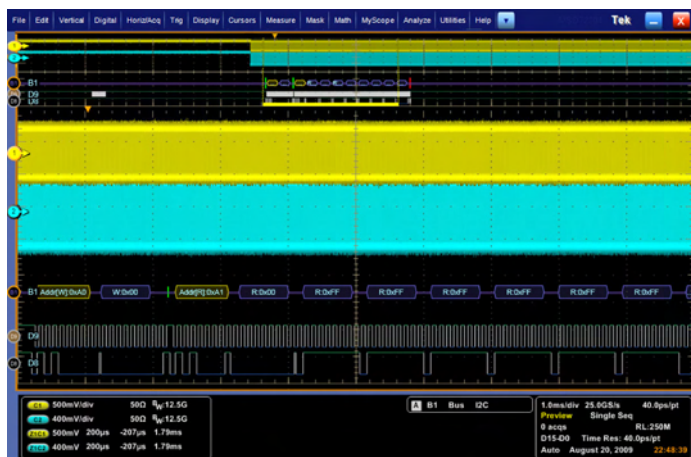 File Edit Vertical Digital Horiz/Acq Trig Display Cursors Measure Mask Math MyScope Analyze Utilities Help Tek
1
2
B1
D9
D8
1
2
B1 Addr[W]:0xA0 W:0x00 Addr[R]:0xA1 R:0x00 R:0xFF R:0xFF R:0xFF R:0xFF R:0xFF R:0xFF
D9
D8
C1 500mV/div 50Ω BW:12.5G
C2 400mV/div 50Ω BW:12.5G
Z1C1 500mV 200µs -207µs 1.79ms
Z1C2 400mV 200µs -207µs 1.79ms
A B1 Bus I2C
1.0ms/div 25.0GS/s 40.0ps/pt
Preview Single Seq
0 acqs RL:250M
D15-D0 Time Res: 40.0ps/pt
Auto August 20, 2009 22:48:39